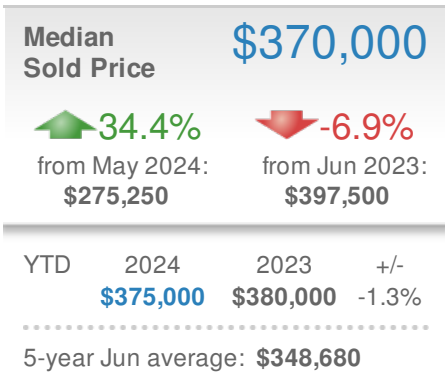 Median
Sold Price
$370,000
34.4%
from May 2024:
$275,250
-6.9%
from Jun 2023:
$397,500
YTD 2024 2023 +/-
$375,000 $380,000 -1.3%
5-year Jun average: $348,680